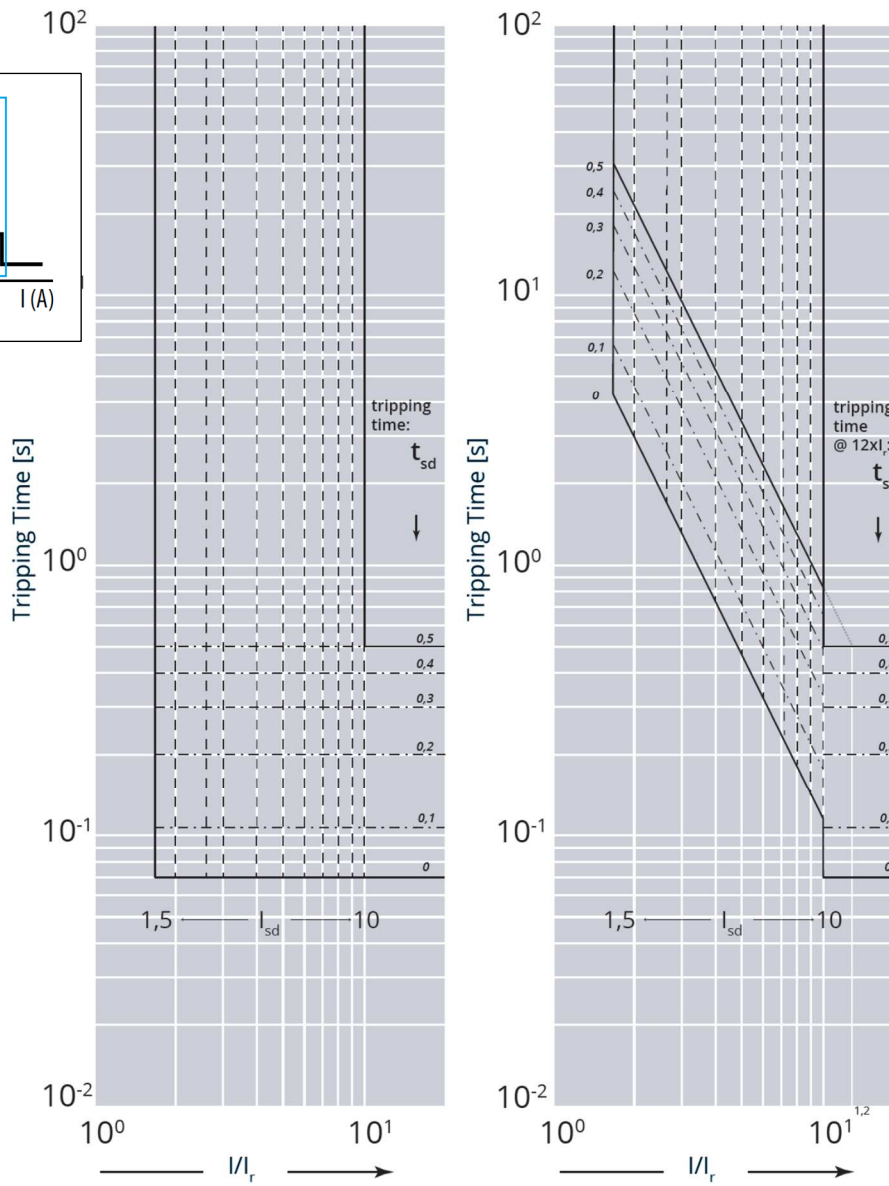 I (A)
Tripping Time [s]
10²
10¹
10⁰
10⁻¹
10⁻²
tripping
time:
t_sd
0,5
0,4
0,3
0,2
0,1
0
1,5 I_sd 10
10⁰ 10¹
I/I_r
Tripping Time [s]
10²
10¹
10⁰
10⁻¹
10⁻²
0,5
0,4
0,3
0,2
0,1
0
tripping
time
@ 12xI_r:
1,5 I_sd 10
10⁰ 10¹ 1,2
I/I_r